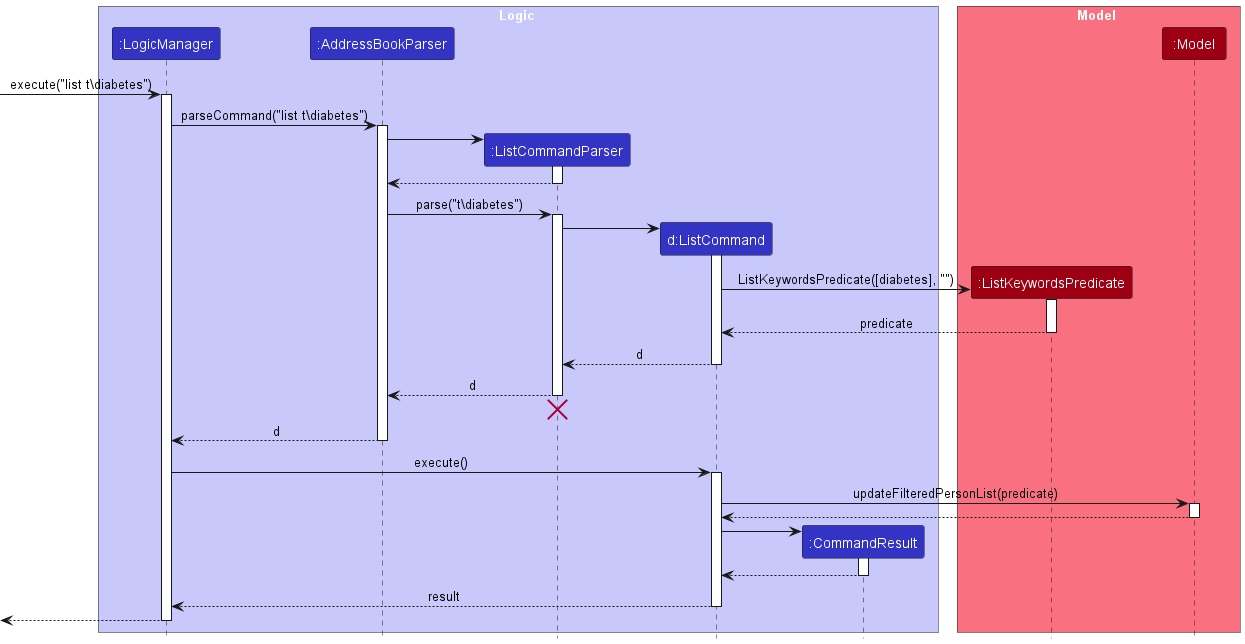 Logic
Model
:LogicManager
:AddressBookParser
:Model
execute("list t\diabetes")
parseCommand("list t\diabetes")
:ListCommandParser
parse("t\diabetes")
d:ListCommand
ListKeywordsPredicate([diabetes], "")
:ListKeywordsPredicate
predicate
d
d
d
execute()
updateFilteredPersonList(predicate)
:CommandResult
result